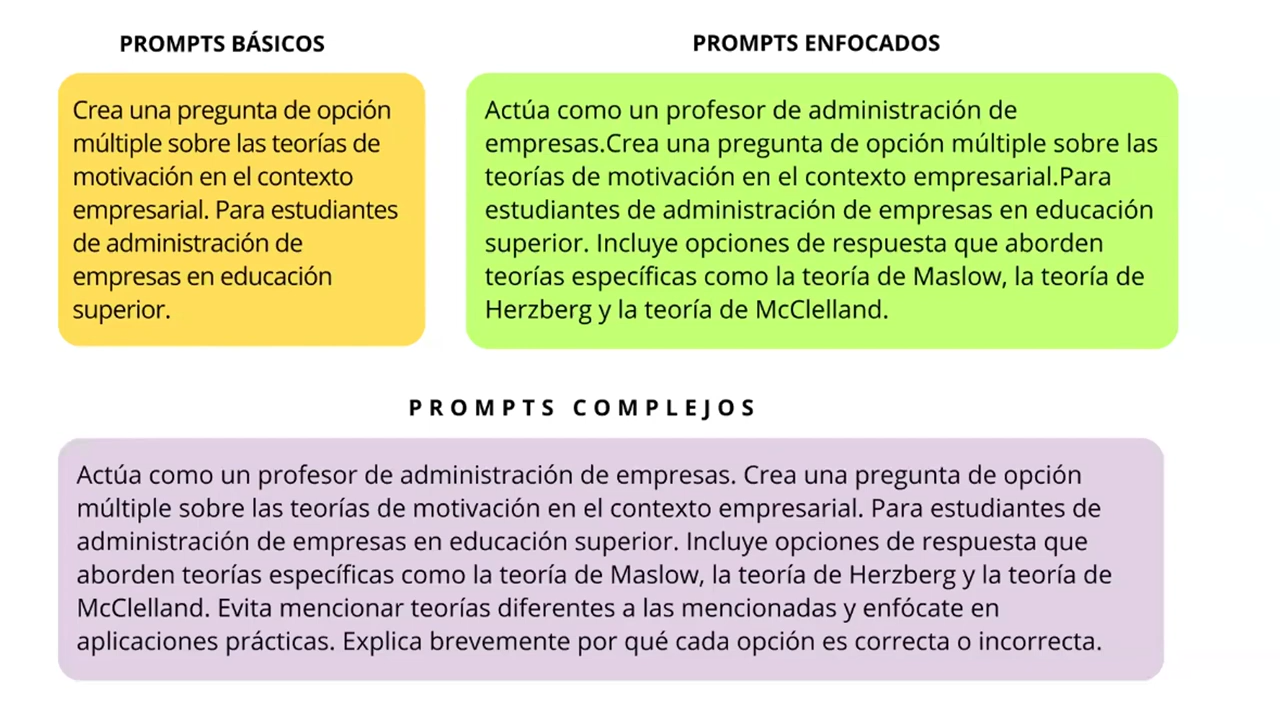 PROMPTS BÁSICOS
Crea una pregunta de opción
múltiple sobre las teorías de
motivación en el contexto
empresarial. Para estudiantes
de administración de
empresas en educación
superior.
PROMPTS ENFOCADOS
Actúa como un profesor de administración de
empresas.Crea una pregunta de opción múltiple sobre las
teorías de motivación en el contexto empresarial.Para
estudiantes de administración de empresas en educación
superior. Incluye opciones de respuesta que aborden
teorías específicas como la teoría de Maslow, la teoría de
Herzberg y la teoría de McClelland.
PROMPTS COMPLEJOS
Actúa como un profesor de administración de empresas. Crea una pregunta de opción
múltiple sobre las teorías de motivación en el contexto empresarial. Para estudiantes de
administración de empresas en educación superior. Incluye opciones de respuesta que
aborden teorías específicas como la teoría de Maslow, la teoría de Herzberg y la teoría de
McClelland. Evita mencionar teorías diferentes a las mencionadas y enfócate en
aplicaciones prácticas. Explica brevemente por qué cada opción es correcta o incorrecta.